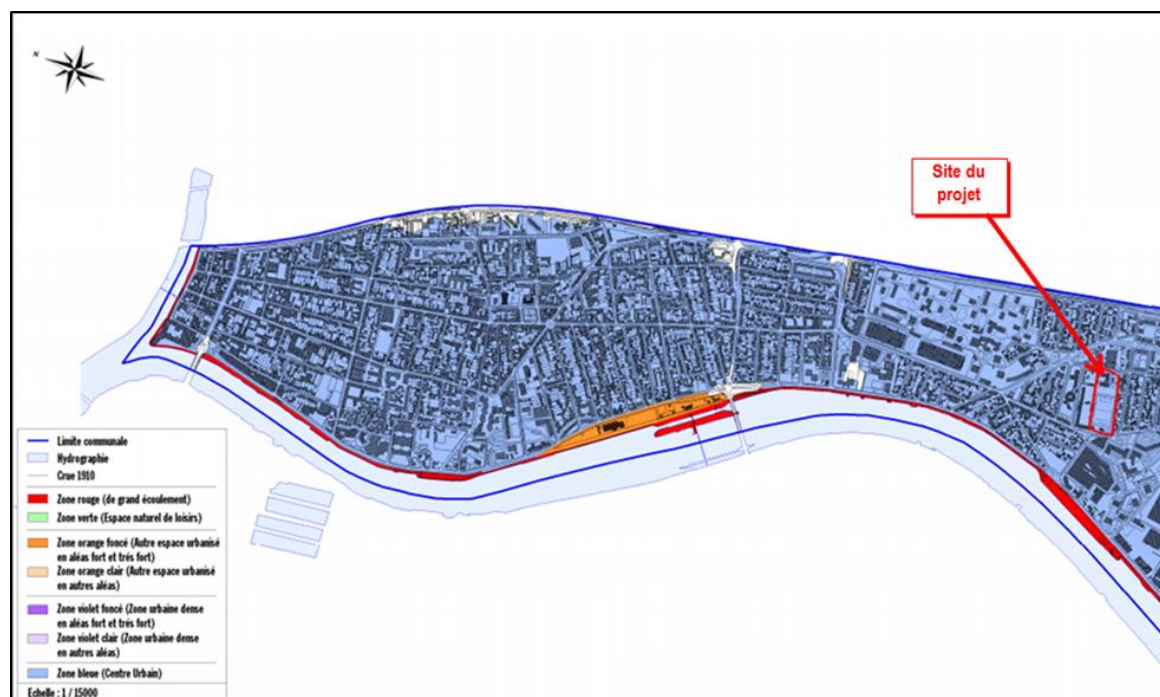 N
Site du
projet
Limite communale
Hydrographie
Crue 1910
Zone rouge (de grand écoulement)
Zone verte (Espace naturel de loisirs)
Zone orange foncé (Autre espace urbanisé
en aléas fort et trés fort)
Zone orange clair (Autre espace urbanisé
en autres aléas)
Zone violet foncé (Zone urbaine dense
en aléas fort et trés fort)
Zone violet clair (Zone urbaine dense
en autres aléas)
Zone bleue (Centre Urbain)
Echelle : 1 / 15000